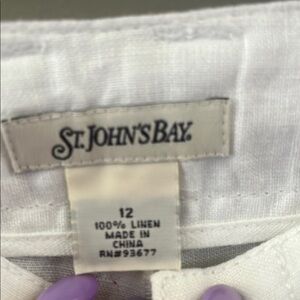 ST. JOHN'S BAY.
12
100% LINEN
MADE IN
CHINA
RN#93677